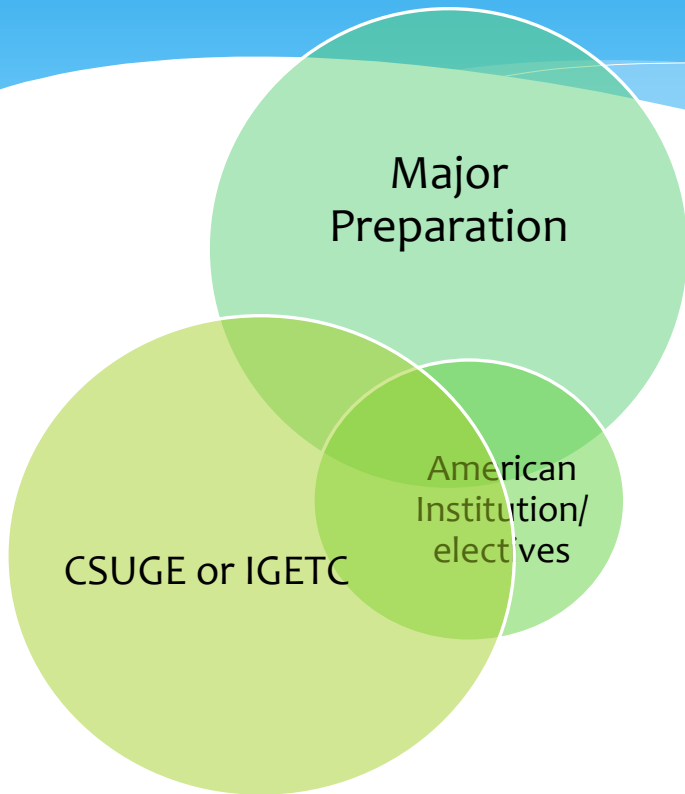 Major
Preparation
American
Institution/
electives
CSUGE or IGETC